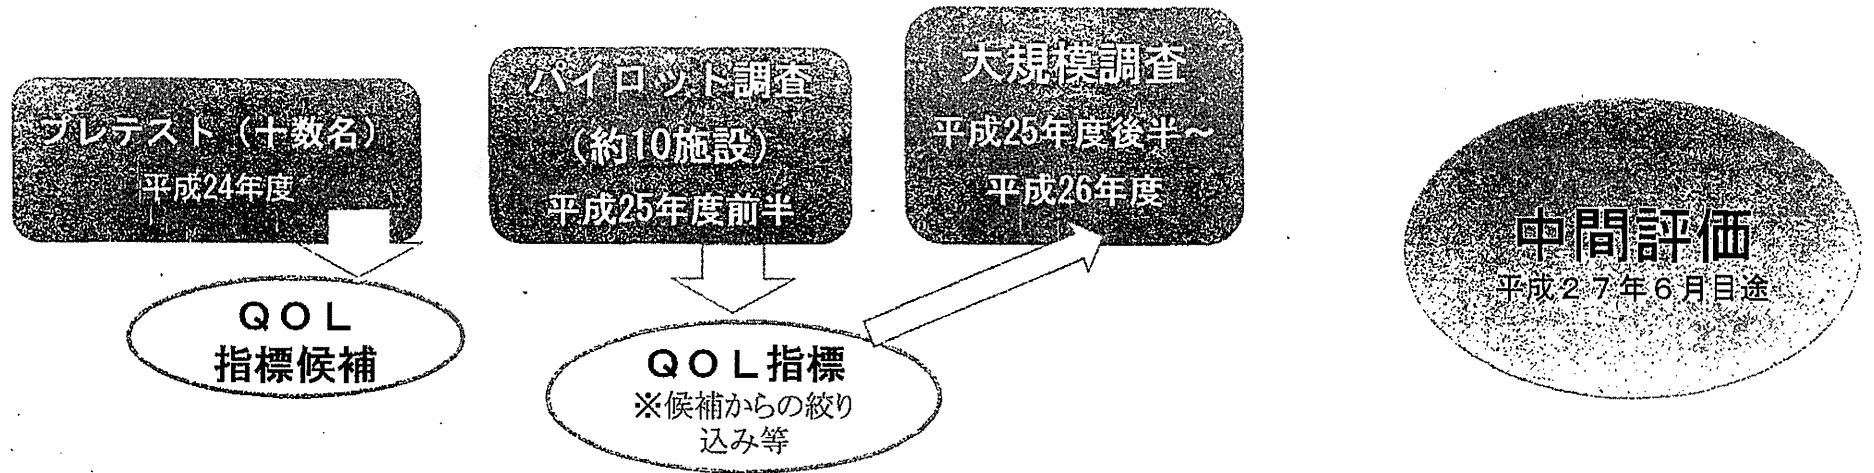 プレテスト（十数名）
平成24年度
QOL
指標候補
パイロット調査
（約10施設）
平成25年度前半
QOL指標
※候補からの絞り
込み等
大規模調査
平成25年度後半～
平成26年度
中間評価
平成27年6月目途